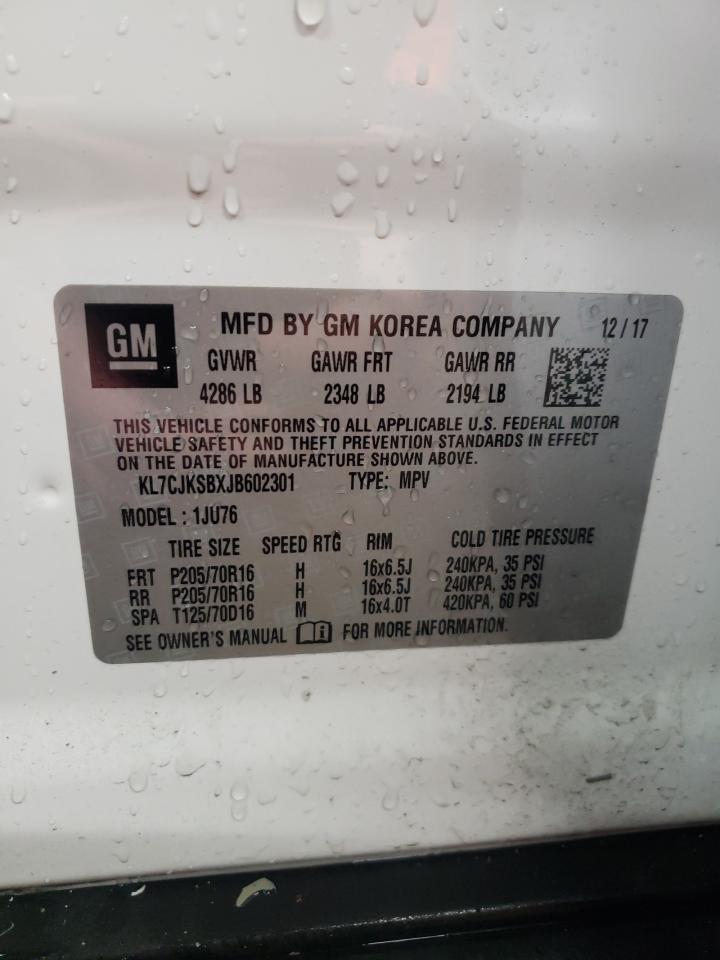 GM MFD BY GM KOREA COMPANY 12/17
GVWR GAWR FRT GAWR RR
4286 LB 2348 LB 2194 LB
THIS VEHICLE CONFORMS TO ALL APPLICABLE U.S. FEDERAL MOTOR
VEHICLE SAFETY AND THEFT PREVENTION STANDARDS IN EFFECT
ON THE DATE OF MANUFACTURE SHOWN ABOVE.
KL7CJKSBXJB602301 TYPE: MPV
MODEL : 1JU76
TIRE SIZE SPEED RTG RIM COLD TIRE PRESSURE
FRT P205/70R16 H 16x6.5J 240KPA, 35 PSI
RR P205/70R16 H 16x6.5J 240KPA, 35 PSI
SPA T125/70D16 M 16x4.0T 420KPA, 60 PSI
SEE OWNER'S MANUAL FOR MORE INFORMATION.